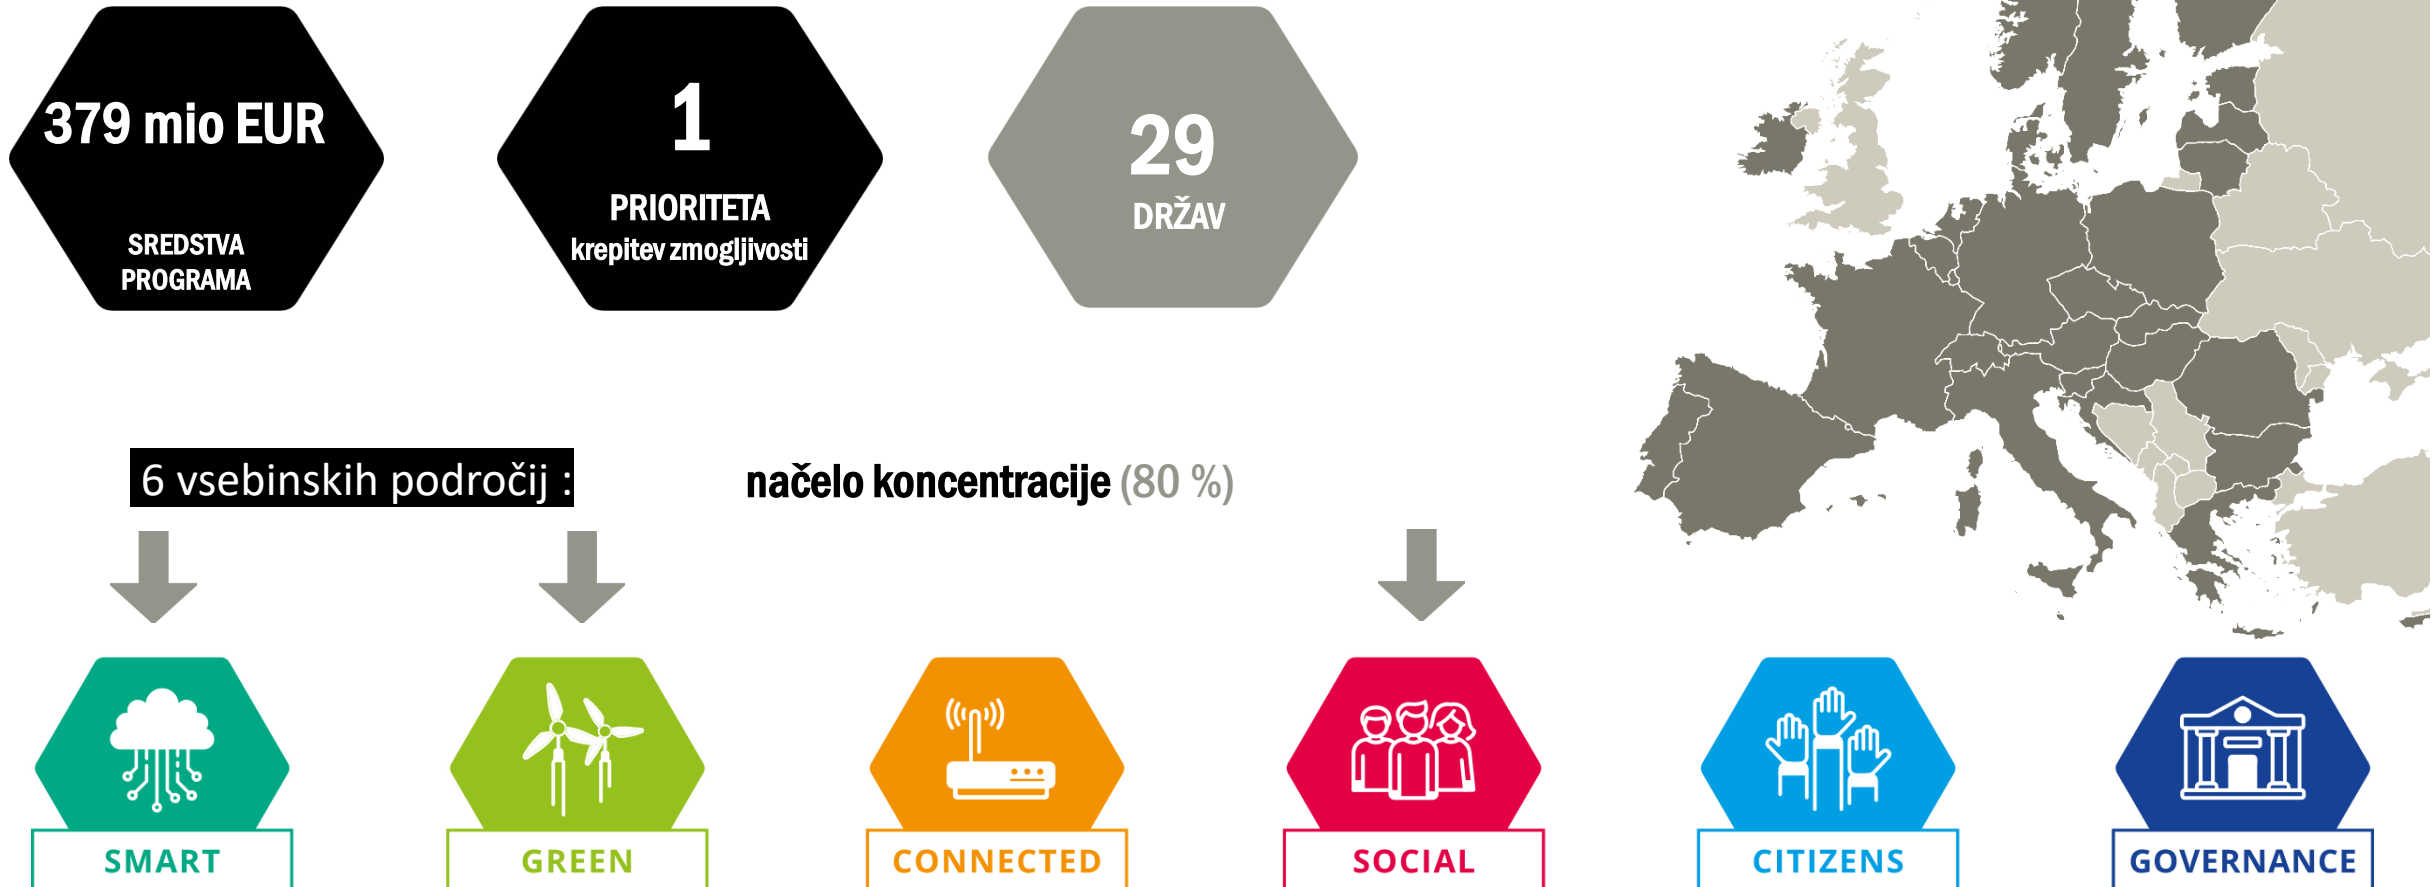 379 mio EUR
SREDSTVA
PROGRAMA
1
PRIORITETA
krepitev zmogljivosti
29
DRŽAV
6 vsebinskih področij :
načelo koncentracije (80 %)
SMART
GREEN
CONNECTED
SOCIAL
CITIZENS
GOVERNANCE